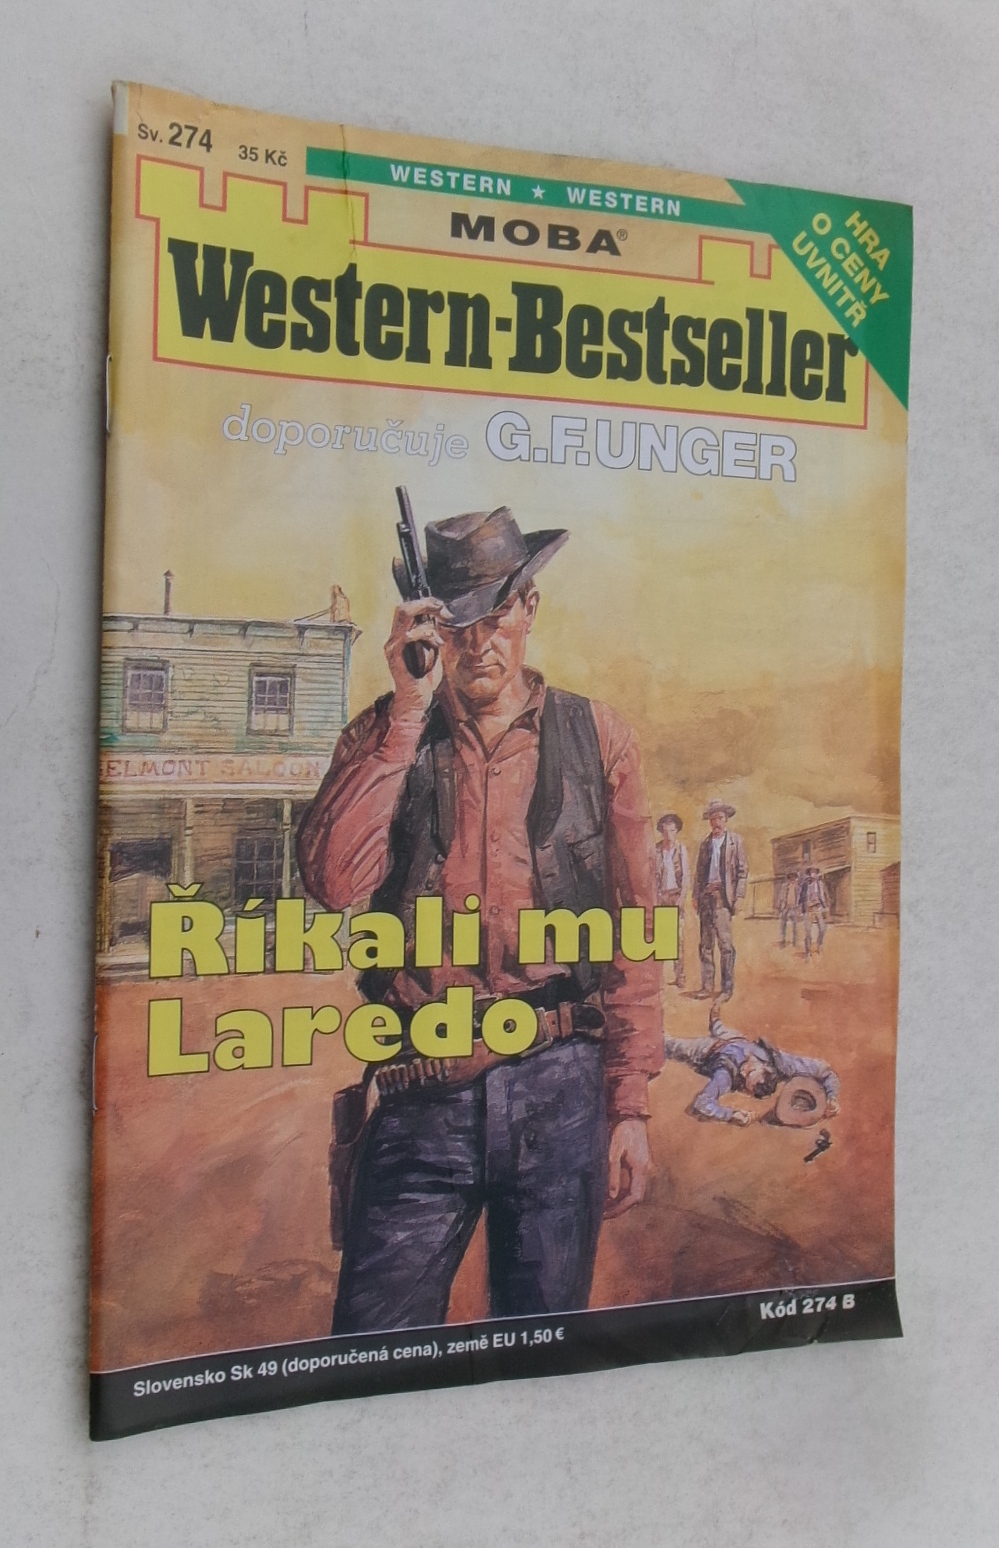 Sv. 274 35 Kč
WESTERN ★ WESTERN
HRA
O CENY
UVNITŘ
MOBA®
Western-Bestseller
doporučuje G.F. UNGER
ELMONT SALOON
Říkali mu
Laredo
Kód 274 B
Slovensko Sk 49 (doporučená cena), země EU 1,50 €